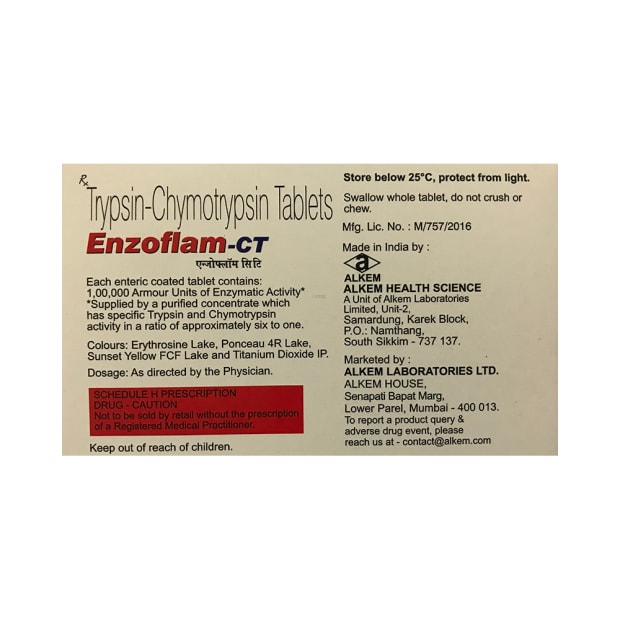 Rx
Trypsin-Chymotrypsin Tablets
Enzoflam-CT
एन्ज़ोफ्लॉम सि टि
Each enteric coated tablet contains:
1,00,000 Armour Units of Enzymatic Activity*
*Supplied by a purified concentrate which
has specific Trypsin and Chymotrypsin
activity in a ratio of approximately six to one.
Colours: Erythrosine Lake, Ponceau 4R Lake,
Sunset Yellow FCF Lake and Titanium Dioxide IP.
Dosage: As directed by the Physician.
SCHEDULE H PRESCRIPTION
DRUG - CAUTION
Not to be sold by retail without the prescription
of a Registered Medical Practitioner.
Keep out of reach of children.
Store below 25°C, protect from light.
Swallow whole tablet, do not crush or
chew.
Mfg. Lic. No. : M/757/2016
Made in India by :
a
ALKEM
ALKEM HEALTH SCIENCE
A Unit of Alkem Laboratories
Limited, Unit-2,
Samardung, Karek Block,
P.O.: Namthang,
South Sikkim - 737 137.
Marketed by :
ALKEM LABORATORIES LTD.
ALKEM HOUSE,
Senapati Bapat Marg,
Lower Parel, Mumbai - 400 013.
To report a product query &
adverse drug event, please
reach us at - contact@alkem.com